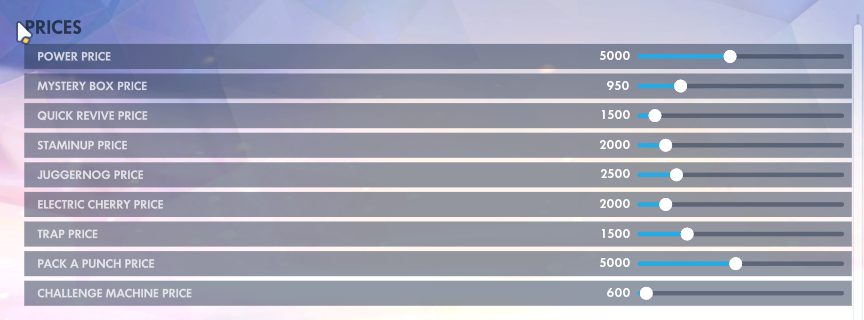 PRICES
POWER PRICE 5000
MYSTERY BOX PRICE 950
QUICK REVIVE PRICE 1500
STAMINUP PRICE 2000
JUGGERNOG PRICE 2500
ELECTRIC CHERRY PRICE 2000
TRAP PRICE 1500
PACK A PUNCH PRICE 5000
CHALLENGE MACHINE PRICE 600